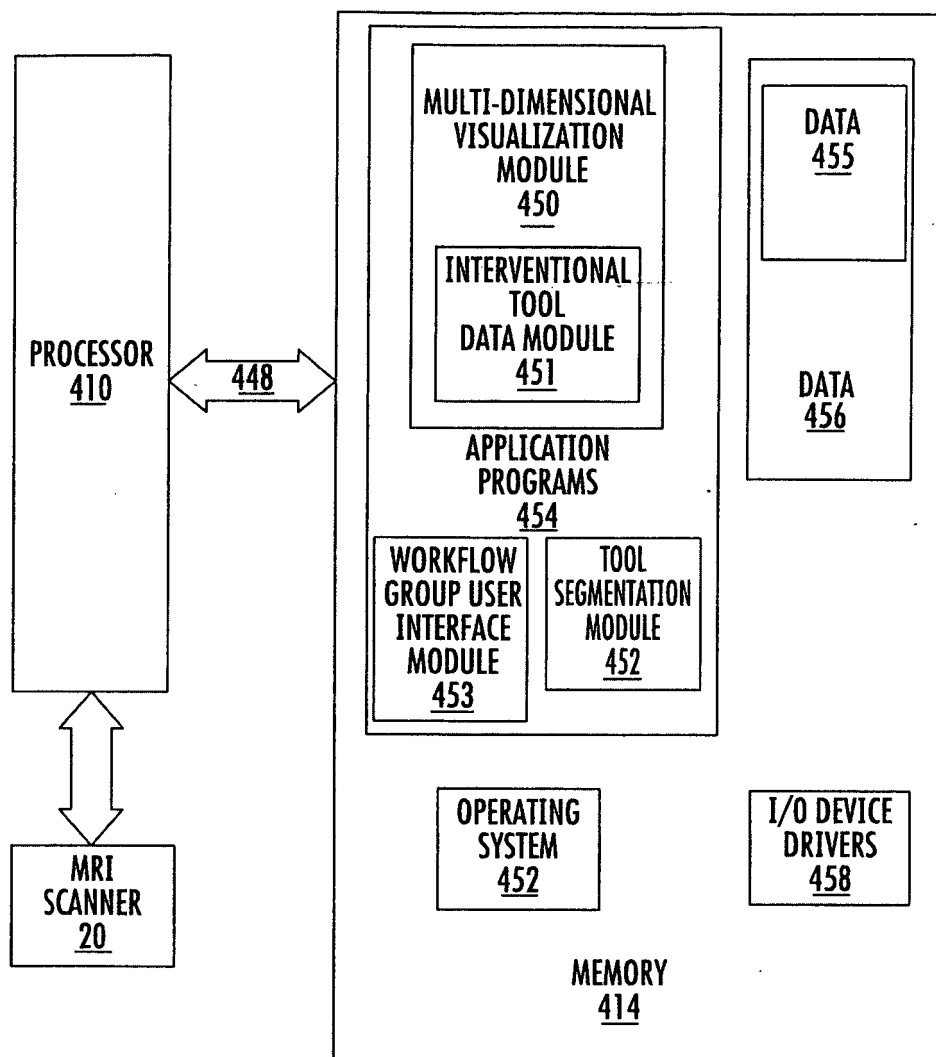 PROCESSOR
410
448
MRI
SCANNER
20
MULTI-DIMENSIONAL
VISUALIZATION
MODULE
450
INTERVENTIONAL
TOOL
DATA MODULE
451
APPLICATION
PROGRAMS
454
WORKFLOW
GROUP USER
INTERFACE
MODULE
453
TOOL
SEGMENTATION
MODULE
452
DATA
455
DATA
456
OPERATING
SYSTEM
452
I/O DEVICE
DRIVERS
458
MEMORY
414